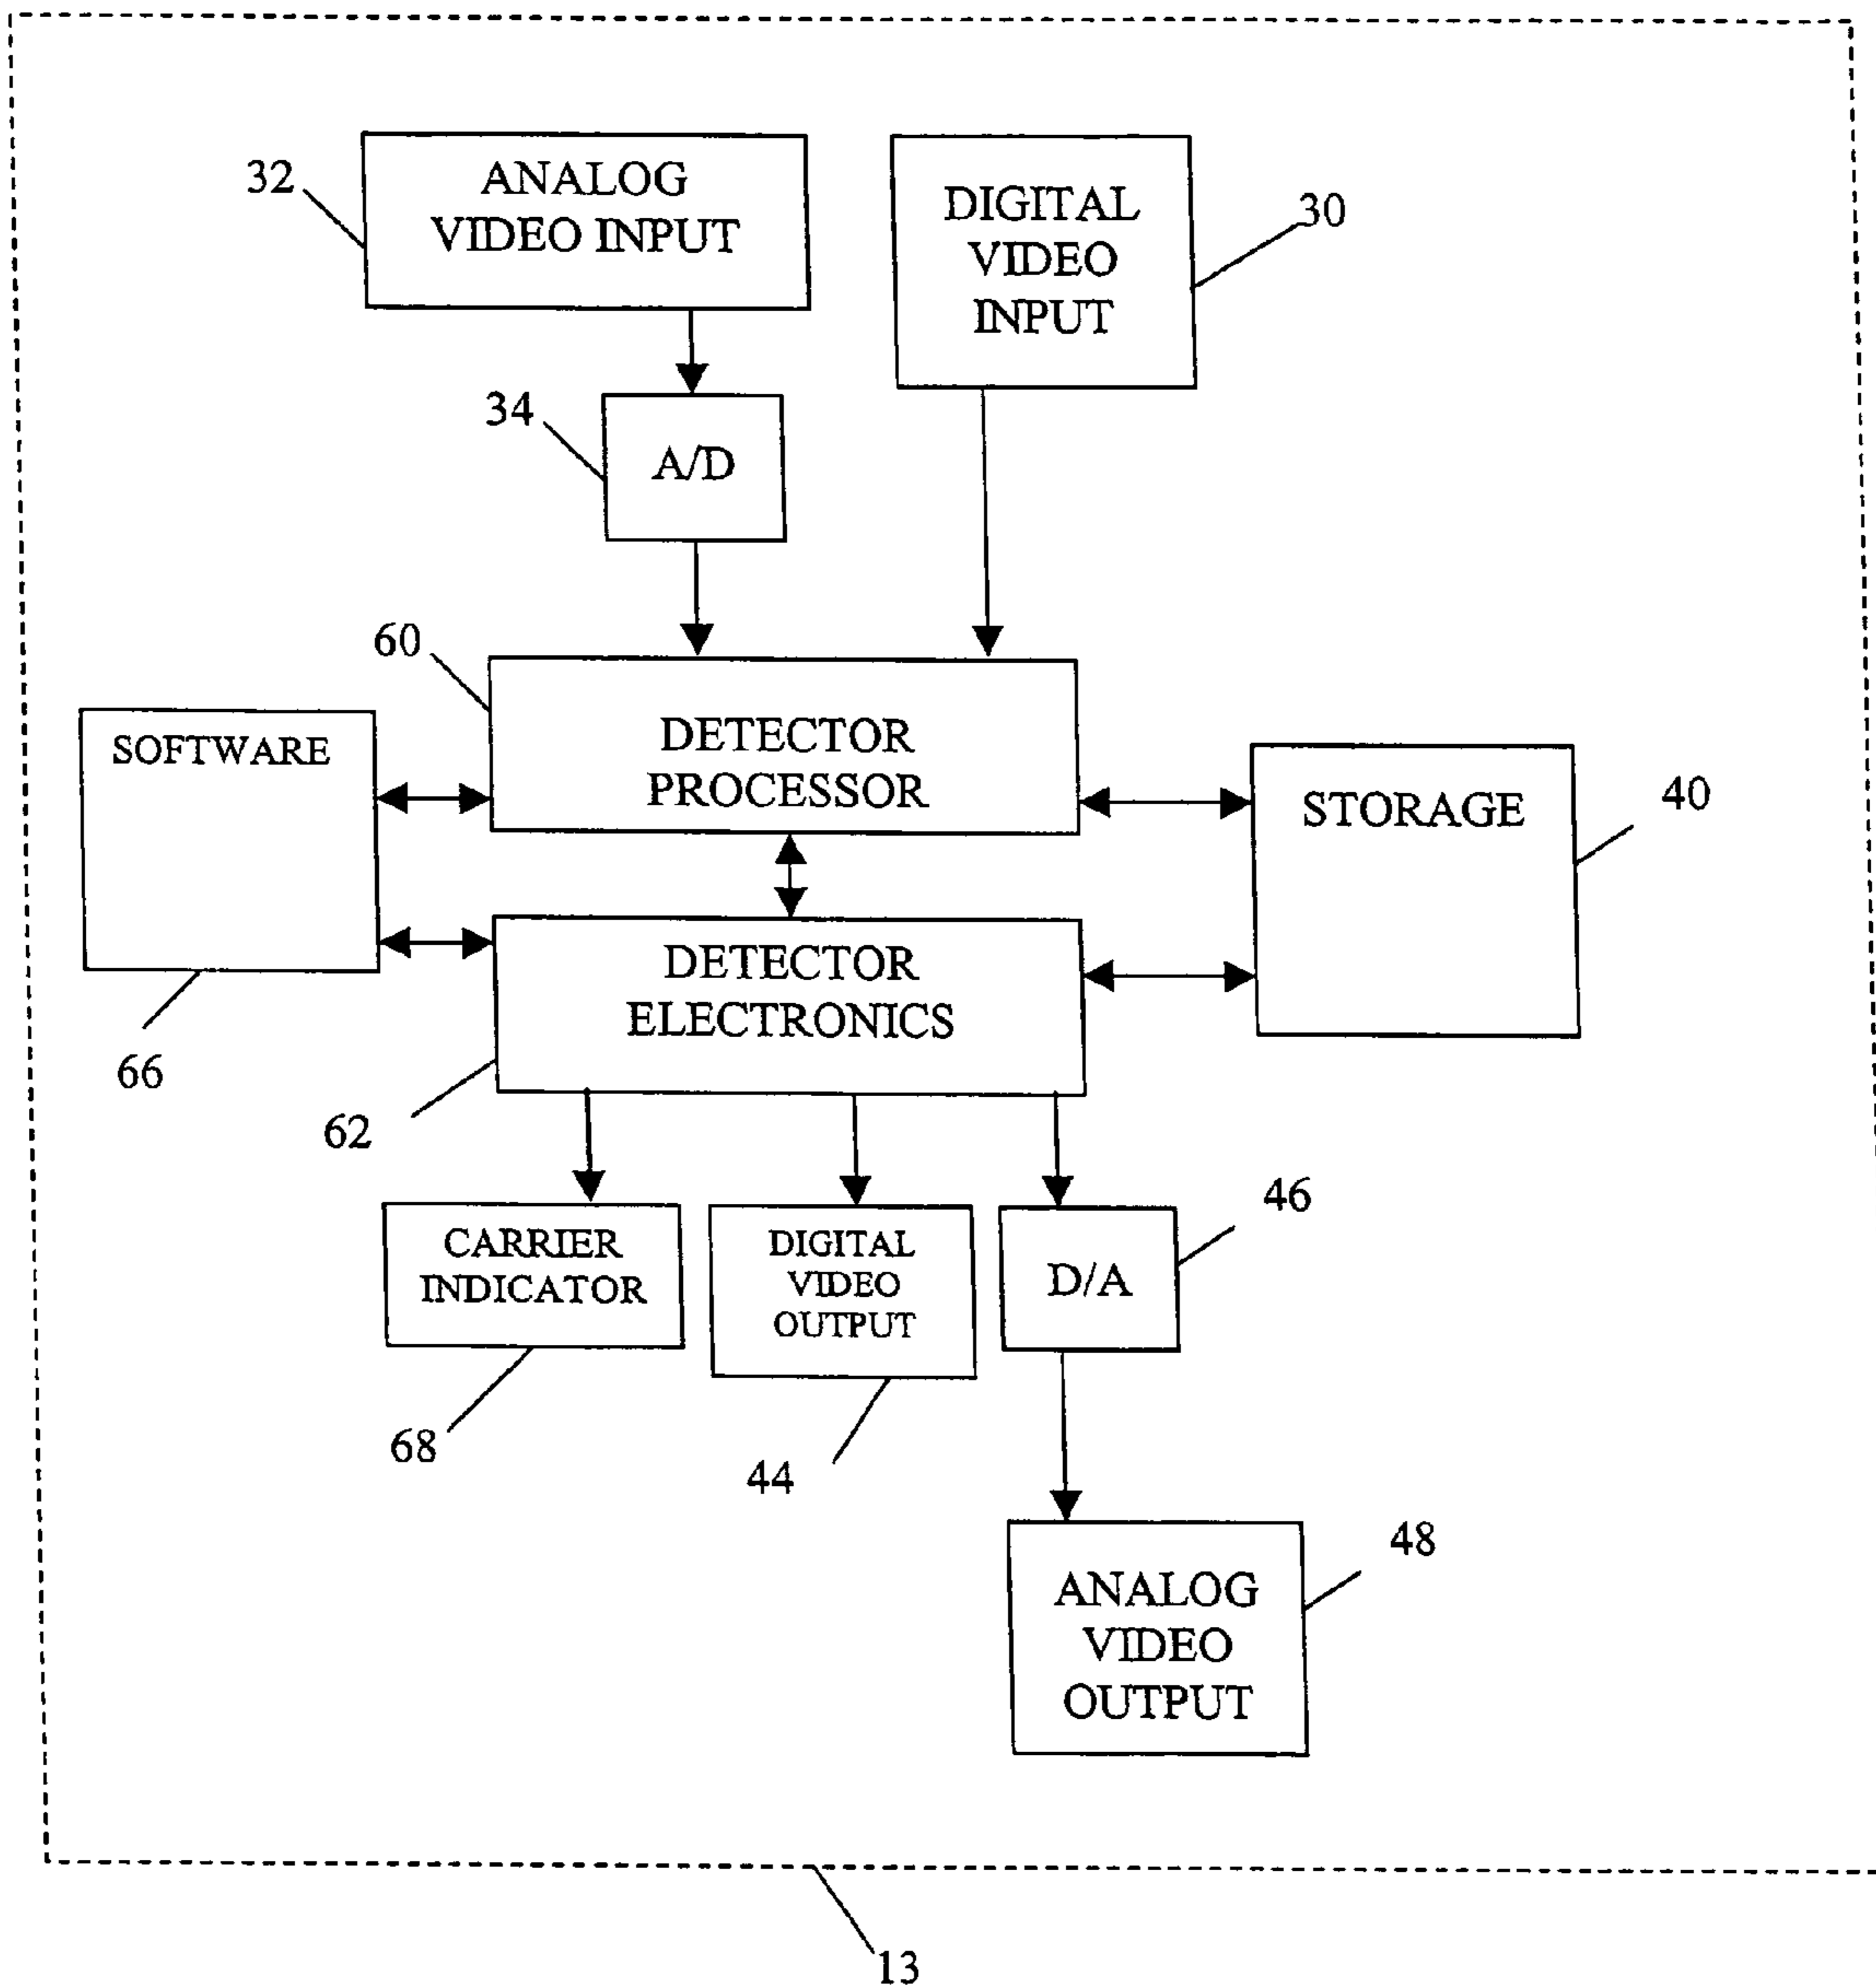 32
ANALOG
VIDEO INPUT
DIGITAL
VIDEO
INPUT
30
34
A/D
60
SOFTWARE
DETECTOR
PROCESSOR
STORAGE
40
DETECTOR
ELECTRONICS
66
62
CARRIER
INDICATOR
DIGITAL
VIDEO
OUTPUT
D/A
46
68
44
ANALOG
VIDEO
OUTPUT
48
13